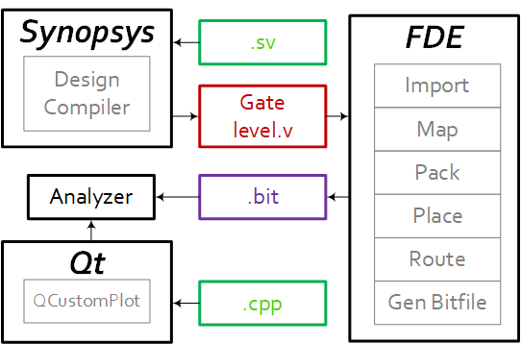 Synopsys
Design
Compiler
.sv
Gate
level.v
FDE
Import
Map
Pack
Place
Route
Gen Bitfile
Analyzer
.bit
Qt
QCustomPlot
.cpp